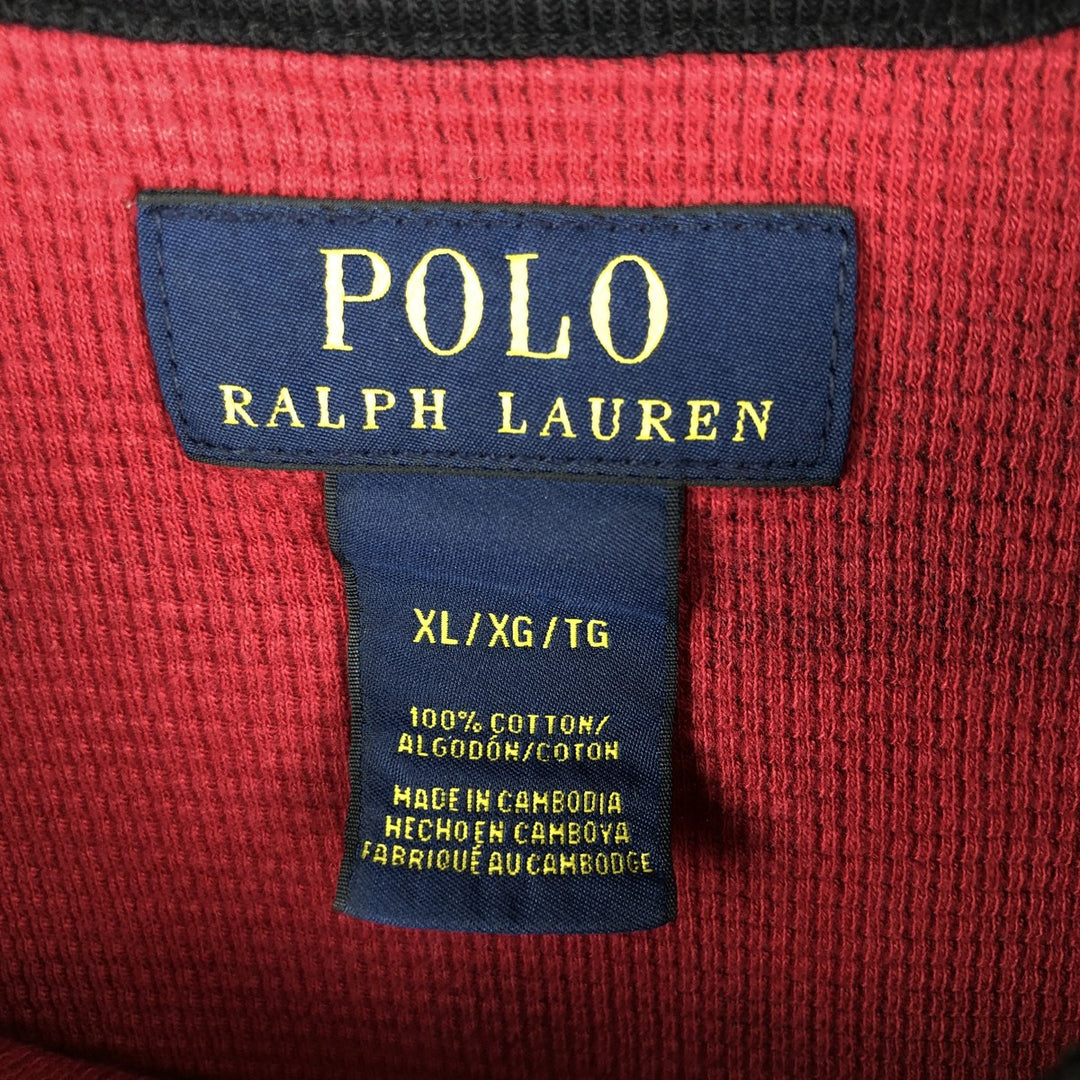 POLO
RALPH LAUREN
XL/XG/TG
100% COTTON/
ALGODÓN/COTON
MADE IN CAMBODIA
HECHO EN CAMBOYA
FABRIQUÉ AU CAMBODGE